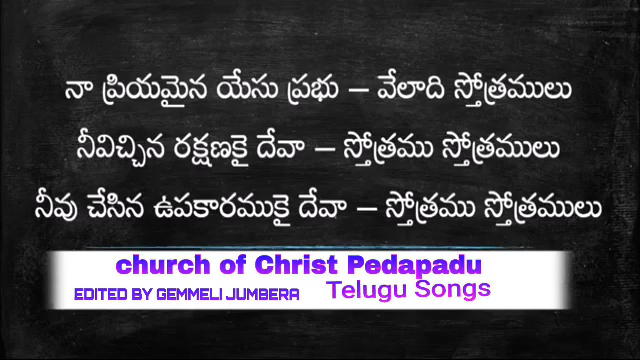 నా ప్రియమైన యేసు ప్రభు – వేలాది స్తోత్రములు
నీవిచ్చిన రక్షణకై దేవా – స్తోత్రము స్తోత్రములు
నీవు చేసిన ఉపకారముకై దేవా – స్తోత్రము స్తోత్రములు
church of Christ Pedapadu
EDITED BY GEMMELI JUMBERA Telugu Songs